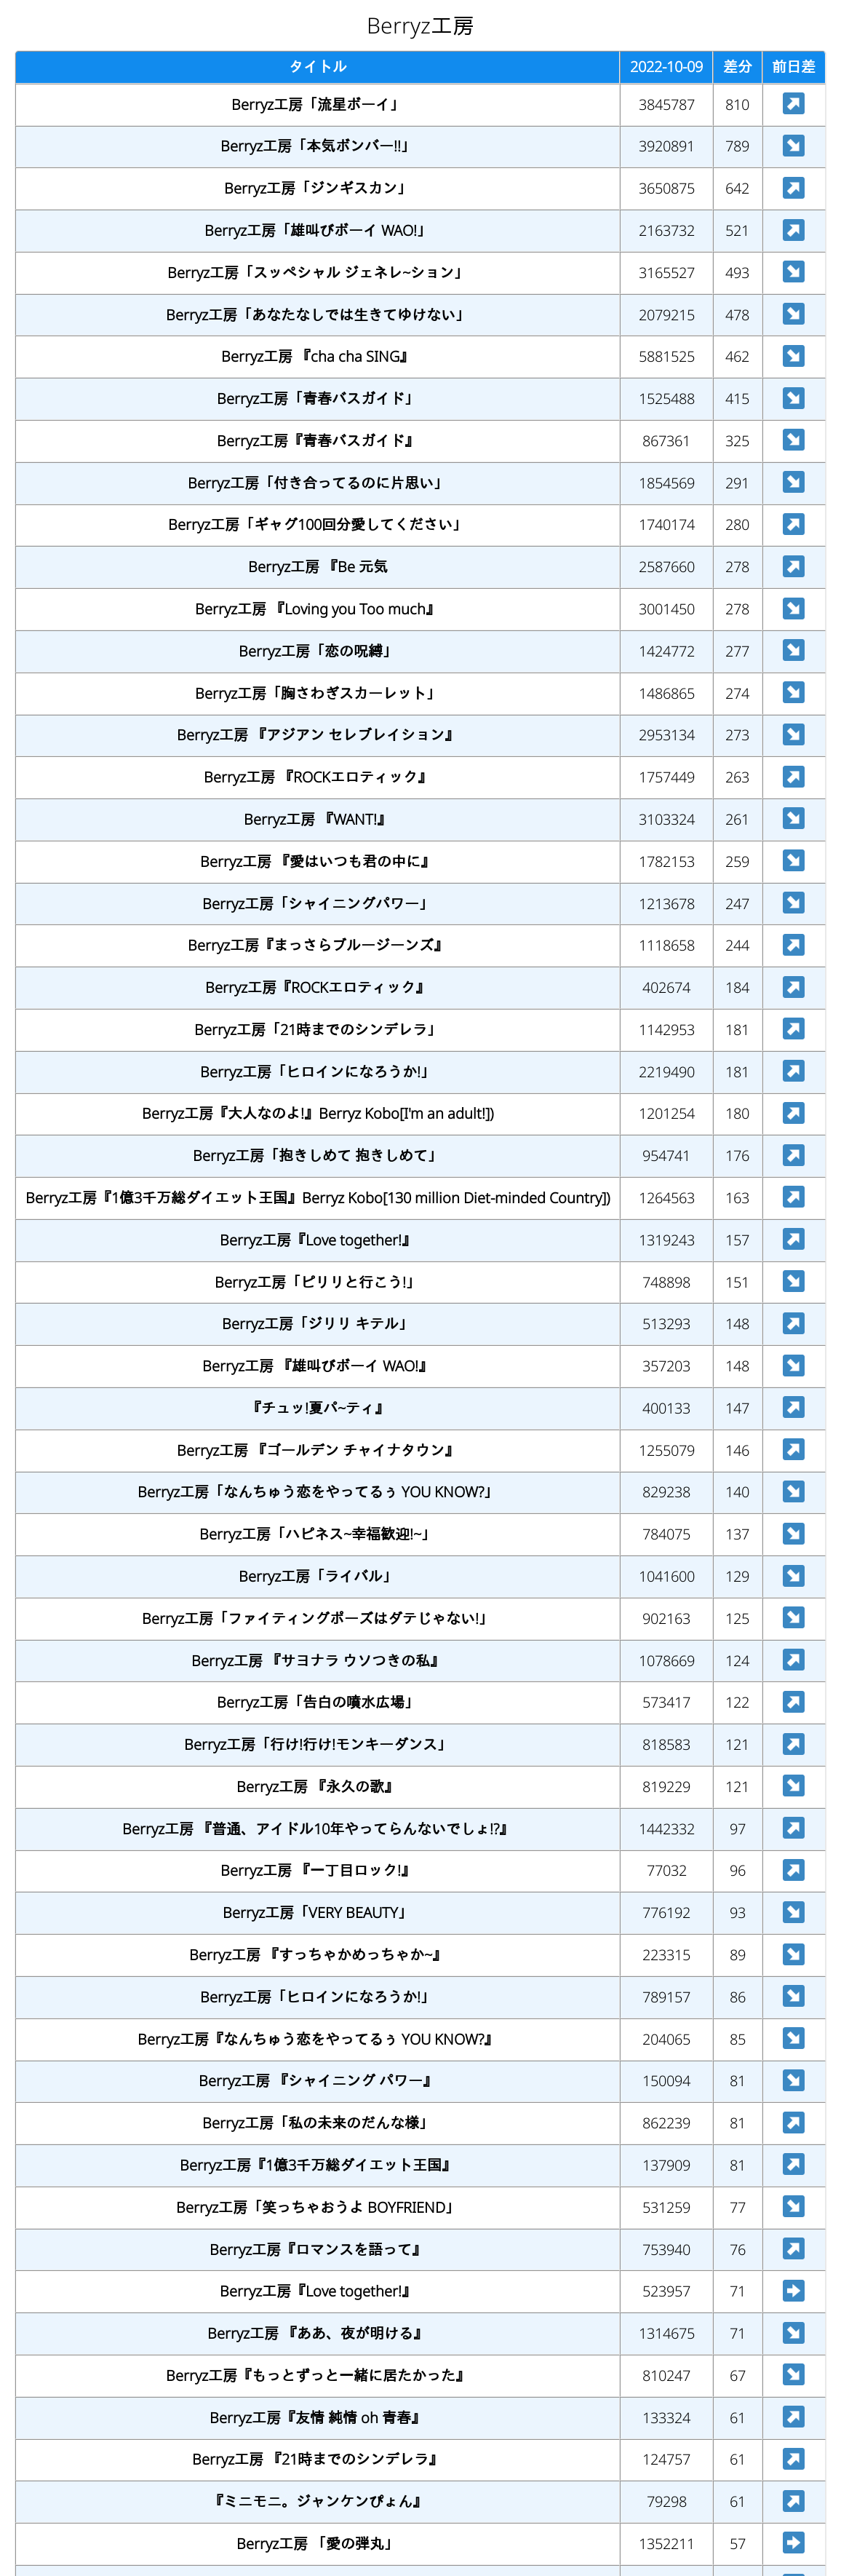 Berryz工房
タイトル 2022-10-09 差分 前日差
Berryz工房「流星ボーイ」 3845787 810
Berryz工房「本気ボンバー!!」 3920891 789
Berryz工房「ジンギスカン」 3650875 642
Berryz工房「雄叫びボーイ WAO!」 2163732 521
Berryz工房「スッペシャル ジェネレ~ション」 3165527 493
Berryz工房「あなたなしでは生きてゆけない」 2079215 478
Berryz工房 『cha cha SING』 5881525 462
Berryz工房「青春バスガイド」 1525488 415
Berryz工房『青春バスガイド』 867361 325
Berryz工房「付き合ってるのに片思い」 1854569 291
Berryz工房「ギャグ100回分愛してください」 1740174 280
Berryz工房 『Be 元気 2587660 278
Berryz工房 『Loving you Too much』 3001450 278
Berryz工房「恋の呪縛」 1424772 277
Berryz工房「胸さわぎスカーレット」 1486865 274
Berryz工房 『アジアン セレブレイション』 2953134 273
Berryz工房 『ROCKエロティック』 1757449 263
Berryz工房 『WANT!』 3103324 261
Berryz工房 『愛はいつも君の中に』 1782153 259
Berryz工房「シャイニングパワー」 1213678 247
Berryz工房『まっさらブルージーンズ』 1118658 244
Berryz工房『ROCKエロティック』 402674 184
Berryz工房「21時までのシンデレラ」 1142953 181
Berryz工房「ヒロインになろうか!」 2219490 181
Berryz工房『大人なのよ!』Berryz Kobo[I'm an adult!]) 1201254 180
Berryz工房「抱きしめて 抱きしめて」 954741 176
Berryz工房『1億3千万総ダイエット王国』Berryz Kobo[130 million Diet-minded Country]) 1264563 163
Berryz工房『Love together!』 1319243 157
Berryz工房「ピリリと行こう!」 748898 151
Berryz工房「ジリリ キテル」 513293 148
Berryz工房 『雄叫びボーイ WAO!』 357203 148
『チュッ!夏パ~ティ』 400133 147
Berryz工房 『ゴールデン チャイナタウン』 1255079 146
Berryz工房「なんちゅう恋をやってるぅ YOU KNOW?」 829238 140
Berryz工房「ハピネス~幸福歓迎!~」 784075 137
Berryz工房「ライバル」 1041600 129
Berryz工房「ファイティングポーズはダテじゃない!」 902163 125
Berryz工房 『サヨナラ ウソつきの私』 1078669 124
Berryz工房「告白の噴水広場」 573417 122
Berryz工房「行け!行け!モンキーダンス」 818583 121
Berryz工房 『永久の歌』 819229 121
Berryz工房 『普通、アイドル10年やってらんないでしょ!?』 1442332 97
Berryz工房 『一丁目ロック!』 77032 96
Berryz工房「VERY BEAUTY」 776192 93
Berryz工房 『すっちゃかめっちゃか~』 223315 89
Berryz工房「ヒロインになろうか!」 789157 86
Berryz工房『なんちゅう恋をやってるぅ YOU KNOW?』 204065 85
Berryz工房 『シャイニング パワー』 150094 81
Berryz工房「私の未来のだんな様」 862239 81
Berryz工房『1億3千万総ダイエット王国』 137909 81
Berryz工房「笑っちゃおうよ BOYFRIEND」 531259 77
Berryz工房『ロマンスを語って』 753940 76
Berryz工房『Love together!』 523957 71
Berryz工房 『ああ、夜が明ける』 1314675 71
Berryz工房『もっとずっと一緒に居たかった』 810247 67
Berryz工房『友情 純情 oh 青春』 133324 61
Berryz工房 『21時までのシンデレラ』 124757 61
『ミニモニ。ジャンケンぴょん』 79298 61
Berryz工房 「愛の弾丸」 1352211 57